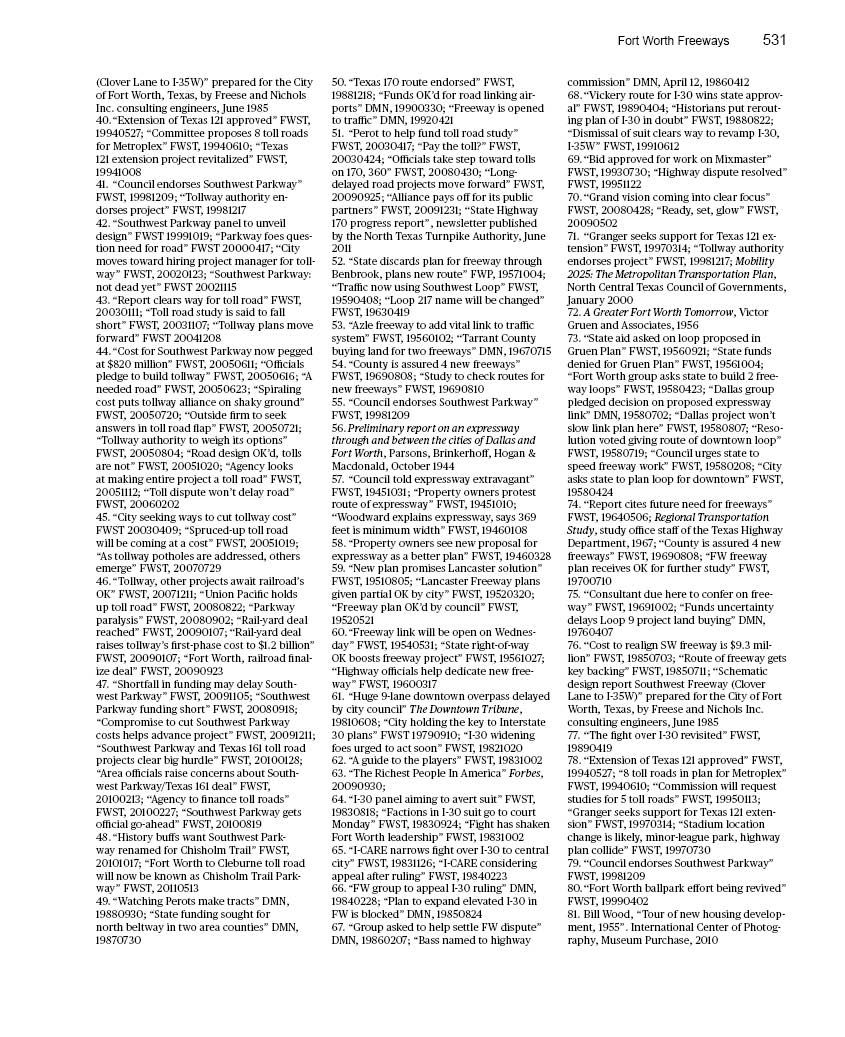 Fort Worth Freeways 531
(Clover Lane to I-35W)” prepared for the City
of Fort Worth, Texas, by Freese and Nichols
Inc. consulting engineers, June 1985
40. “Extension of Texas 121 approved” FWST,
19940527; “Committee proposes 8 toll roads
for Metroplex” FWST, 19940610; “Texas
121 extension project revitalized” FWST,
19941008
41. “Council endorses Southwest Parkway”
FWST, 19981209; “Tollway authority en-
dorses project” FWST, 19981217
42. “Southwest Parkway panel to unveil
design” FWST 19991019; “Parkway foes ques-
tion need for road” FWST 20000417; “City
moves toward hiring project manager for toll-
way” FWST, 20020123; “Southwest Parkway:
not dead yet” FWST 20021115
43. “Report clears way for toll road” FWST,
20030111; “Toll road study is said to fall
short” FWST, 20031107; “Tollway plans move
forward” FWST 20041208
44. “Cost for Southwest Parkway now pegged
at $820 million” FWST, 20050611; “Officials
pledge to build tollway” FWST, 20050616; “A
needed road” FWST, 20050623; “Spiraling
cost puts tollway alliance on shaky ground”
FWST, 20050720; “Outside firm to seek
answers in toll road flap” FWST, 20050721;
“Tollway authority to weigh its options”
FWST, 20050804; “Road design OK’d, tolls
are not” FWST, 20051020; “Agency looks
at making entire project a toll road” FWST,
20051112; “Toll dispute won’t delay road”
FWST, 20060202
45. “City seeking ways to cut tollway cost”
FWST 20030409; “Spruced-up toll road
will be coming at a cost” FWST, 20051019;
“As tollway potholes are addressed, others
emerge” FWST, 20070729
46. “Tollway, other projects await railroad’s
OK” FWST, 20071211; “Union Pacific holds
up toll road” FWST, 20080822; “Parkway
paralysis” FWST, 20080902; “Rail-yard deal
reached” FWST, 20090107; “Rail-yard deal
raises tollway’s first-phase cost to $1.2 billion”
FWST, 20090107; “Fort Worth, railroad final-
ize deal” FWST, 20090923
47. “Shortfall in funding may delay South-
west Parkway” FWST, 20091105; “Southwest
Parkway funding short” FWST, 20080918;
“Compromise to cut Southwest Parkway
costs helps advance project” FWST, 20091211;
“Southwest Parkway and Texas 161 toll road
projects clear big hurdle” FWST, 20100128;
“Area officials raise concerns about South-
west Parkway/Texas 161 deal” FWST,
20100213; “Agency to finance toll roads”
FWST, 20100227; “Southwest Parkway gets
official go-ahead” FWST, 20100819
48. “History buffs want Southwest Park-
way renamed for Chisholm Trail” FWST,
20101017; “Fort Worth to Cleburne toll road
will now be known as Chisholm Trail Park-
way” FWST, 20110513
49. “Watching Perots make tracts” DMN,
19880930; “State funding sought for
north beltway in two area counties” DMN,
19870730
50. “Texas 170 route endorsed” FWST,
19881218; “Funds OK’d for road linking air-
ports” DMN, 19900330; “Freeway is opened
to traffic” DMN, 19920421
51. “Perot to help fund toll road study”
FWST, 20030417; “Pay the toll?” FWST,
20030424; “Officials take step toward tolls
on 170, 360” FWST, 20080430; “Long-
delayed road projects move forward” FWST,
20090925; “Alliance pays off for its public
partners” FWST, 20091231; “State Highway
170 progress report”, newsletter published
by the North Texas Turnpike Authority, June
2011
52. “State discards plan for freeway through
Benbrook, plans new route” FWP, 19571004;
“Traffic now using Southwest Loop” FWST,
19590408; “Loop 217 name will be changed”
FWST, 19630419
53. “Azle freeway to add vital link to traffic
system” FWST, 19560102; “Tarrant County
buying land for two freeways” DMN, 19670715
54. “County is assured 4 new freeways”
FWST, 19690808; “Study to check routes for
new freeways” FWST, 19690810
55. “Council endorses Southwest Parkway”
FWST, 19981209
56. Preliminary report on an expressway
through and between the cities of Dallas and
Fort Worth, Parsons, Brinkerhoff, Hogan &
Macdonald, October 1944
57. “Council told expressway extravagant”
FWST, 19451031; “Property owners protest
route of expressway” FWST, 19451010;
“Woodward explains expressway, says 369
feet is minimum width” FWST, 19460108
58. “Property owners see new proposal for
expressway as a better plan” FWST, 19460328
59. “New plan promises Lancaster solution”
FWST, 19510805; “Lancaster Freeway plans
given partial OK by city” FWST, 19520320;
“Freeway plan OK’d by council” FWST,
19520521
60. “Freeway link will be open on Wednes-
day” FWST, 19540531; “State right-of-way
OK boosts freeway project” FWST, 19561027;
“Highway officials help dedicate new free-
way” FWST, 19600317
61. “Huge 9-lane downtown overpass delayed
by city council” The Downtown Tribune,
19810608; “City holding the key to Interstate
30 plans” FWST 19790910; “I-30 widening
foes urged to act soon” FWST, 19821020
62. “A guide to the players” FWST, 19831002
63. “The Richest People In America” Forbes,
20090930;
64. “I-30 panel aiming to avert suit” FWST,
19830818; “Factions in I-30 suit go to court
Monday” FWST, 19830924; “Fight has shaken
Fort Worth leadership” FWST, 19831002
65. “I-CARE narrows fight over I-30 to central
city” FWST, 19831126; “I-CARE considering
appeal after ruling” FWST, 19840223
66. “FW group to appeal I-30 ruling” DMN,
19840228; “Plan to expand elevated I-30 in
FW is blocked” DMN, 19850824
67. “Group asked to help settle FW dispute”
DMN, 19860207; “Bass named to highway
commission” DMN, April 12, 19860412
68. “Vickery route for I-30 wins state approv-
al” FWST, 19890404; “Historians put rerout-
ing plan of I-30 in doubt” FWST, 19880822;
“Dismissal of suit clears way to revamp I-30,
I-35W” FWST, 19910612
69. “Bid approved for work on Mixmaster”
FWST, 19930730; “Highway dispute resolved”
FWST, 19951122
70. “Grand vision coming into clear focus”
FWST, 20080428; “Ready, set, glow” FWST,
20090502
71. “Granger seeks support for Texas 121 ex-
tension” FWST, 19970314; “Tollway authority
endorses project” FWST, 19981217; Mobility
2025: The Metropolitan Transportation Plan,
North Central Texas Council of Governments,
January 2000
72. A Greater Fort Worth Tomorrow, Victor
Gruen and Associates, 1956
73. “State aid asked on loop proposed in
Gruen Plan” FWST, 19560921; “State funds
denied for Gruen Plan” FWST, 19561004;
“Fort Worth group asks state to build 2 free-
way loops” FWST, 19580423; “Dallas group
pledged decision on proposed expressway
link” DMN, 19580702; “Dallas project won’t
slow link plan here” FWST, 19580807; “Reso-
lution voted giving route of downtown loop”
FWST, 19580719; “Council urges state to
speed freeway work” FWST, 19580208; “City
asks state to plan loop for downtown” FWST,
19580424
74. “Report cites future need for freeways”
FWST, 19640506; Regional Transportation
Study, study office staff of the Texas Highway
Department, 1967; “County is assured 4 new
freeways” FWST, 19690808; “FW freeway
plan receives OK for further study” FWST,
19700710
75. “Consultant due here to confer on free-
way” FWST, 19691002; “Funds uncertainty
delays Loop 9 project land buying” DMN,
19760407
76. “Cost to realign SW freeway is $9.3 mil-
lion” FWST, 19850703; “Route of freeway gets
key backing” FWST, 19850711; “Schematic
design report Southwest Freeway (Clover
Lane to I-35W)” prepared for the City of Fort
Worth, Texas, by Freese and Nichols Inc.
consulting engineers, June 1985
77. “The fight over I-30 revisited” FWST,
19890419
78. “Extension of Texas 121 approved” FWST,
19940527; “8 toll roads in plan for Metroplex”
FWST, 19940610; “Commission will request
studies for 5 toll roads” FWST, 19950113;
“Granger seeks support for Texas 121 exten-
sion” FWST, 19970314; “Stadium location
change is likely, minor-league park, highway
plan collide” FWST, 19970730
79. “Council endorses Southwest Parkway”
FWST, 19981209
80. “Fort Worth ballpark effort being revived”
FWST, 19990402
81. Bill Wood, “Tour of new housing develop-
ment, 1955”. International Center of Photog-
raphy, Museum Purchase, 2010